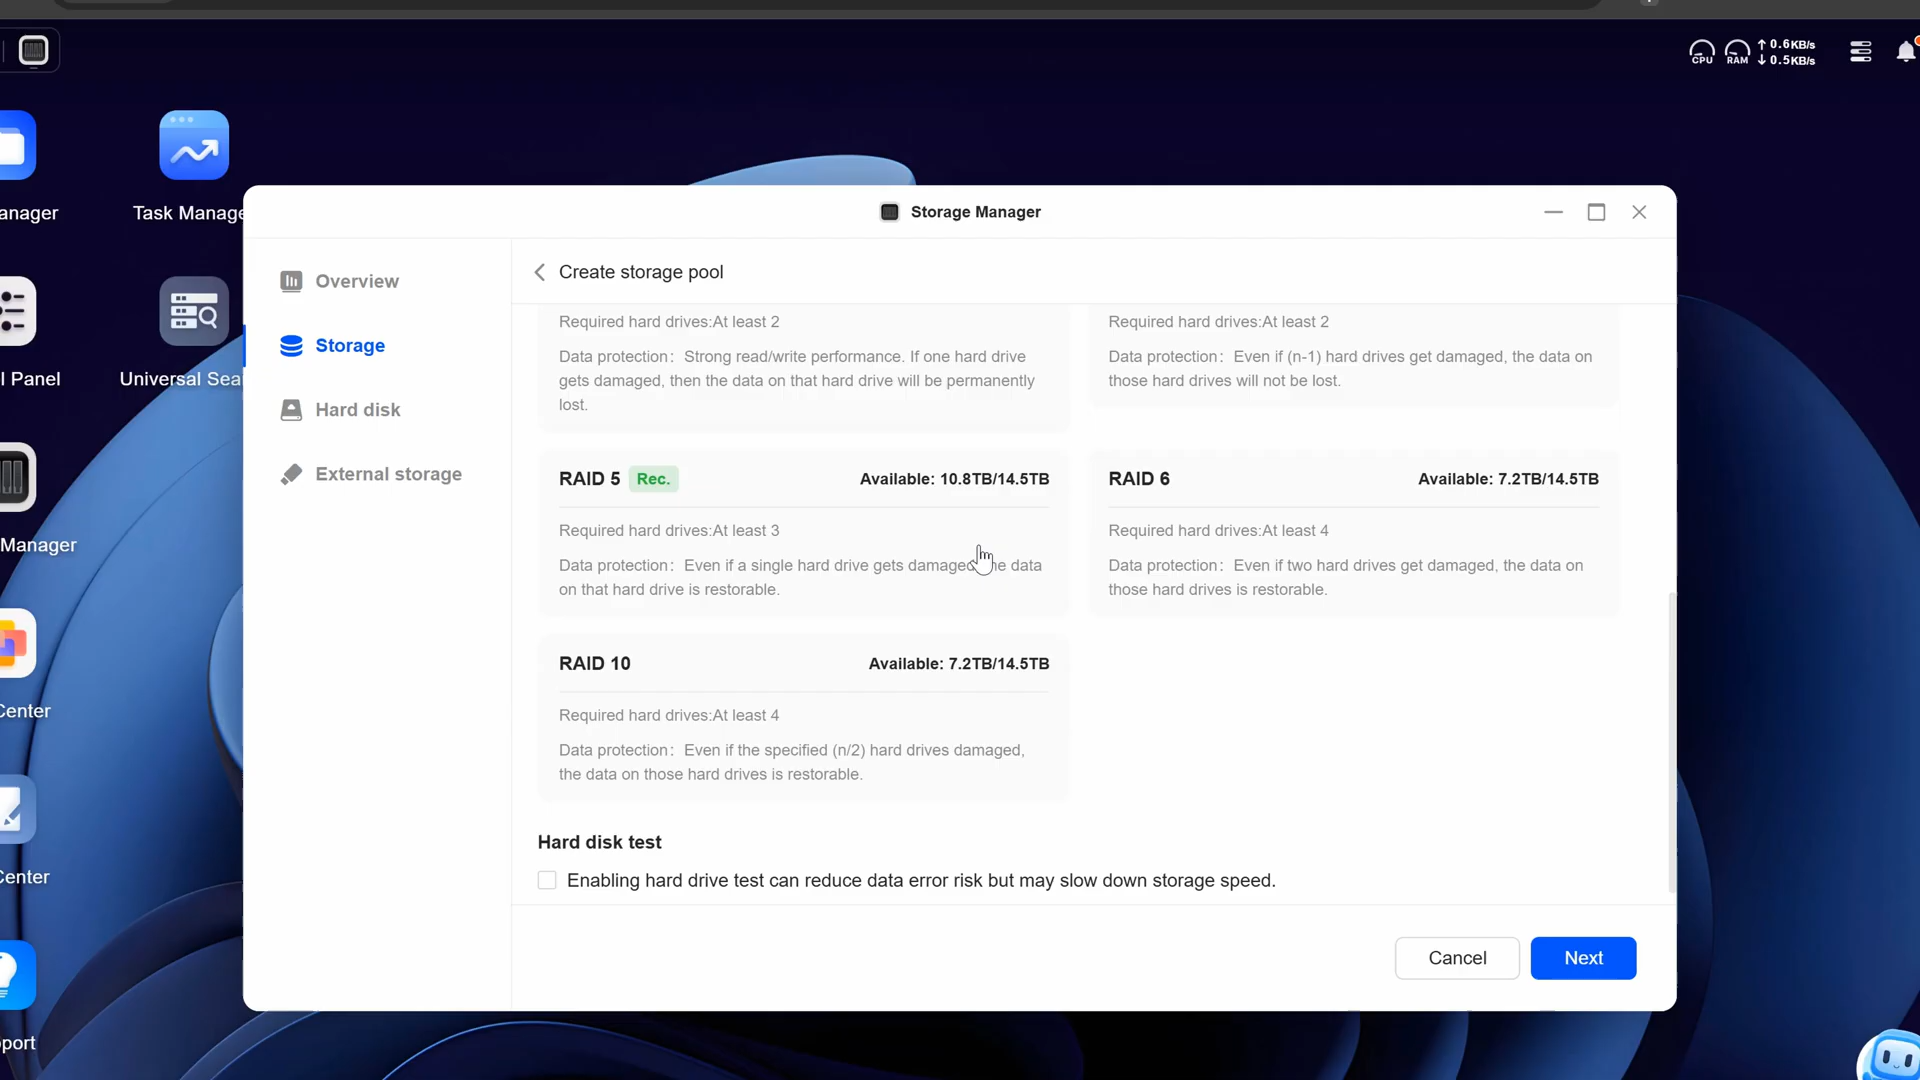 CPU
RAM
↑ 0.6KB/s
↓ 0.5KB/s
anager
Task Manage
l Panel
Universal Sea
Manager
Center
Center
port
Storage Manager
Overview
Storage
Hard disk
External storage
Create storage pool
Required hard drives:At least 2
Data protection: Strong read/write performance. If one hard drive
gets damaged, then the data on that hard drive will be permanently
lost.
Required hard drives:At least 2
Data protection: Even if (n-1) hard drives get damaged, the data on
those hard drives will not be lost.
RAID 5 Rec. Available: 10.8TB/14.5TB
Required hard drives:At least 3
Data protection: Even if a single hard drive gets damaged he data
on that hard drive is restorable.
RAID 6 Available: 7.2TB/14.5TB
Required hard drives:At least 4
Data protection: Even if two hard drives get damaged, the data on
those hard drives is restorable.
RAID 10 Available: 7.2TB/14.5TB
Required hard drives:At least 4
Data protection: Even if the specified (n/2) hard drives damaged,
the data on those hard drives is restorable.
Hard disk test
Enabling hard drive test can reduce data error risk but may slow down storage speed.
Cancel
Next